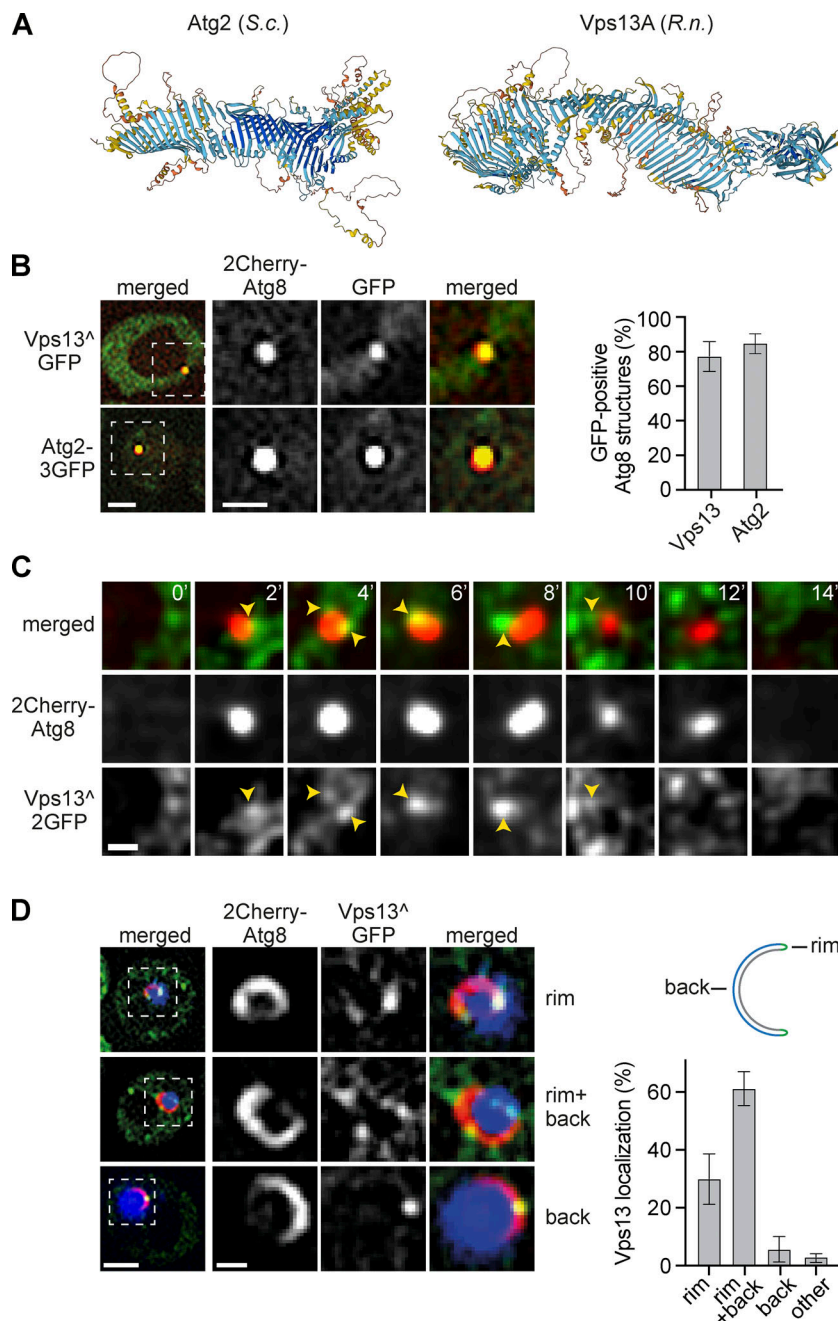 A
Atg2 (S.c.)
Vps13A (R.n.)
B
merged
2Cherry-
Atg8
GFP
merged
Vps13^
GFP
Atg2-
3GFP
GFP-positive
Atg8 structures (%)
100
80
60
40
20
0
Vps13
Atg2
C
merged
0'
2'
4'
6'
8'
10'
12'
14'
2Cherry-
Atg8
Vps13^
2GFP
D
merged
2Cherry-
Atg8
Vps13^
GFP
merged
rim
rim+
back
back
rim
back
Vps13 localization (%)
60
40
20
0
rim
rim
+back
back
other